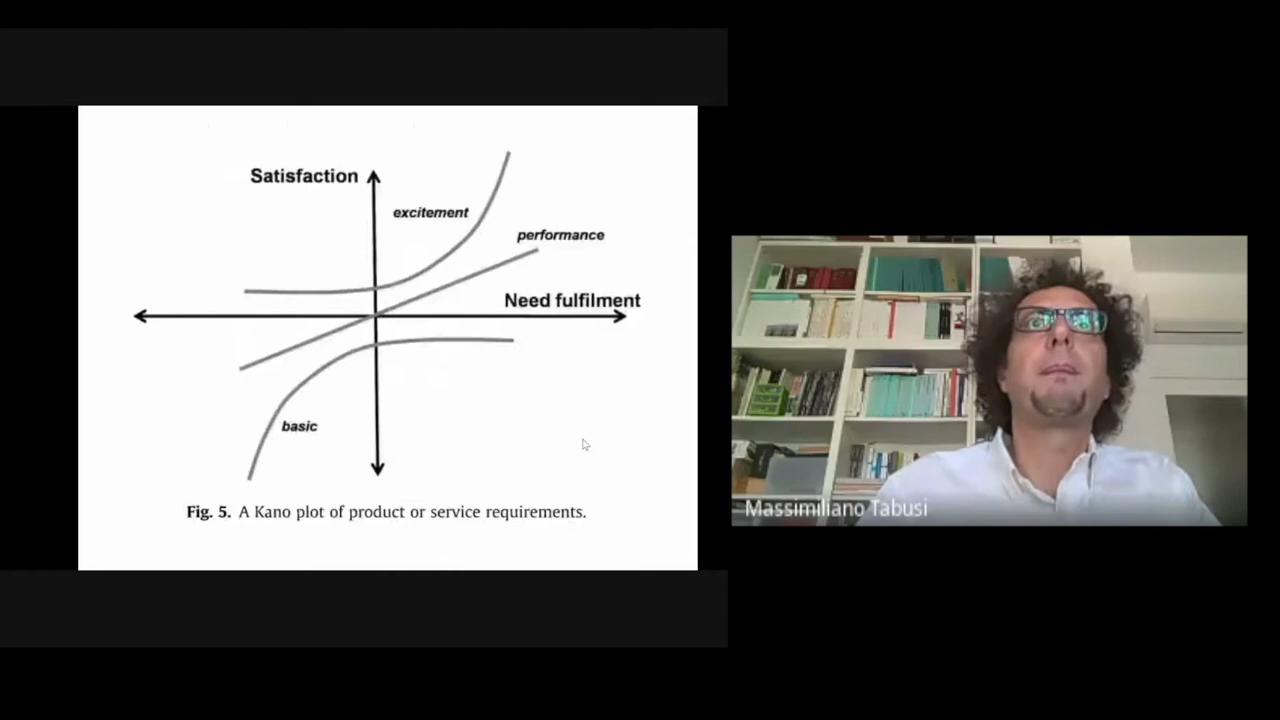 Satisfaction
excitement
performance
Need fulfilment
basic
Fig. 5. A Kano plot of product or service requirements.
Massimiliano Tabusi